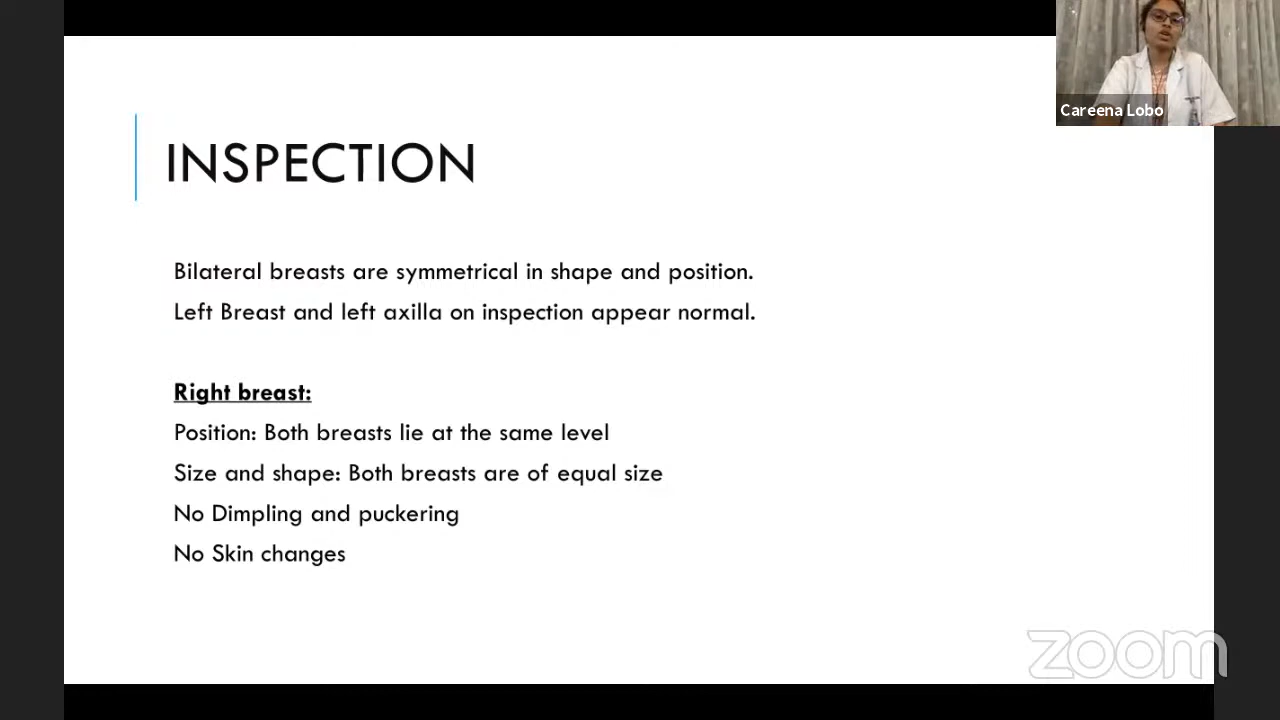 Careena Lobo
INSPECTION
Bilateral breasts are symmetrical in shape and position.
Left Breast and left axilla on inspection appear normal.
Right breast:
Position: Both breasts lie at the same level
Size and shape: Both breasts are of equal size
No Dimpling and puckering
No Skin changes
zoom